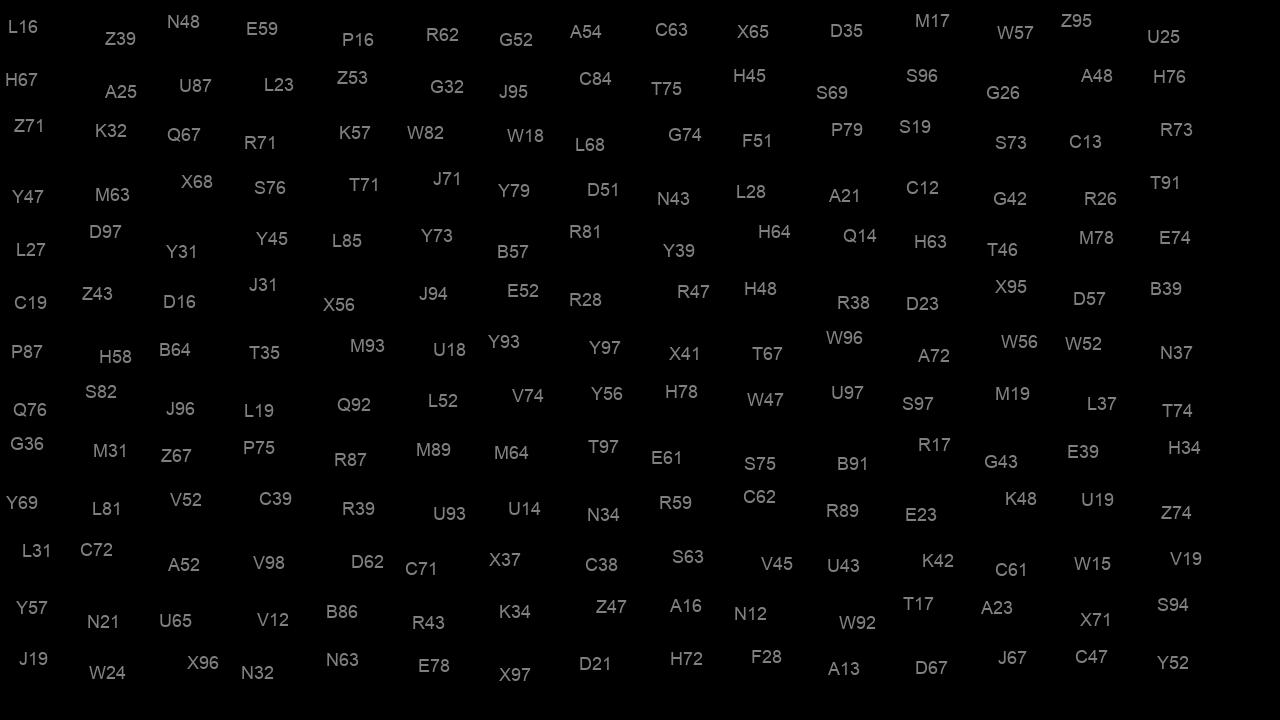 L16 Z39 N48 E59 P16 R62 G52 A54 C63 X65 D35 M17 W57 Z95 U25
H67 A25 U87 L23 Z53 G32 J95 C84 T75 H45 S69 S96 G26 A48 H76
Z71 K32 Q67 R71 K57 W82 W18 L68 G74 F51 P79 S19 S73 C13 R73
Y47 M63 X68 S76 T71 J71 Y79 D51 N43 L28 A21 C12 G42 R26 T91
L27 D97 Y31 Y45 L85 Y73 B57 R81 Y39 H64 Q14 H63 T46 M78 E74
C19 Z43 D16 J31 X56 J94 E52 R28 R47 H48 R38 D23 X95 D57 B39
P87 H58 B64 T35 M93 U18 Y93 Y97 X41 T67 W96 A72 W56 W52 N37
Q76 S82 J96 L19 Q92 L52 V74 Y56 H78 W47 U97 S97 M19 L37 T74
G36 M31 Z67 P75 R87 M89 M64 T97 E61 S75 B91 R17 G43 E39 H34
Y69 L81 V52 C39 R39 U93 U14 N34 R59 C62 R89 E23 K48 U19 Z74
L31 C72 A52 V98 D62 C71 X37 C38 S63 V45 U43 K42 C61 W15 V19
Y57 N21 U65 V12 B86 R43 K34 Z47 A16 N12 W92 T17 A23 X71 S94
J19 W24 X96 N32 N63 E78 X97 D21 H72 F28 A13 D67 J67 C47 Y52